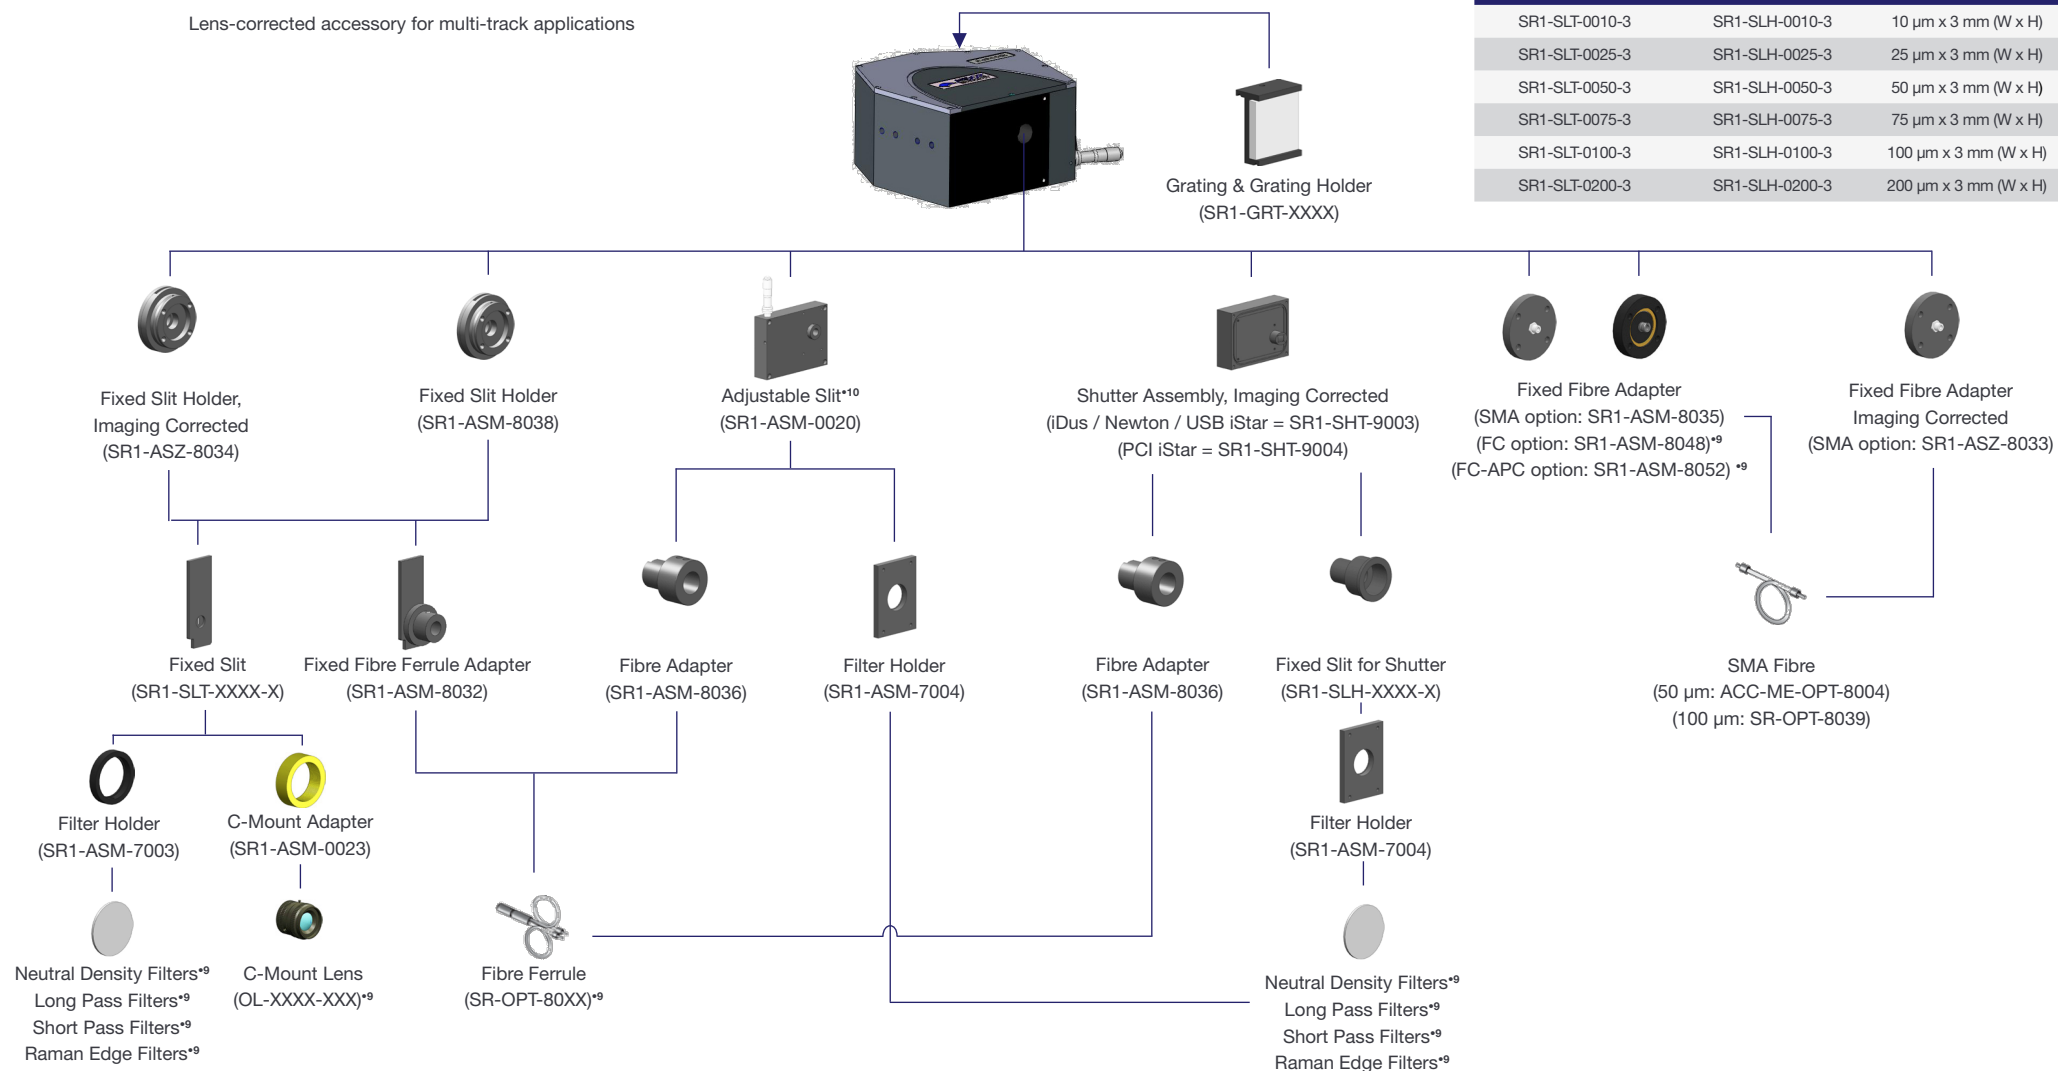 Lens-corrected accessory for multi-track applications
SR1-SLT-0010-3 SR1-SLH-0010-3 10 µm x 3 mm (W x H)
SR1-SLT-0025-3 SR1-SLH-0025-3 25 µm x 3 mm (W x H)
SR1-SLT-0050-3 SR1-SLH-0050-3 50 µm x 3 mm (W x H)
SR1-SLT-0075-3 SR1-SLH-0075-3 75 µm x 3 mm (W x H)
SR1-SLT-0100-3 SR1-SLH-0100-3 100 µm x 3 mm (W x H)
SR1-SLT-0200-3 SR1-SLH-0200-3 200 µm x 3 mm (W x H)
Grating & Grating Holder
(SR1-GRT-XXXX)
Fixed Slit Holder,
Imaging Corrected
(SR1-ASZ-8034)
Fixed Slit Holder
(SR1-ASM-8038)
Adjustable Slit•10
(SR1-ASM-0020)
Shutter Assembly, Imaging Corrected
(iDus / Newton / USB iStar = SR1-SHT-9003)
(PCI iStar = SR1-SHT-9004)
Fixed Fibre Adapter
(SMA option: SR1-ASM-8035)
(FC option: SR1-ASM-8048)•9
(FC-APC option: SR1-ASM-8052) •9
Fixed Fibre Adapter
Imaging Corrected
(SMA option: SR1-ASZ-8033)
Fixed Slit
(SR1-SLT-XXXX-X)
Fixed Fibre Ferrule Adapter
(SR1-ASM-8032)
Fibre Adapter
(SR1-ASM-8036)
Filter Holder
(SR1-ASM-7004)
Fibre Adapter
(SR1-ASM-8036)
Fixed Slit for Shutter
(SR1-SLH-XXXX-X)
SMA Fibre
(50 µm: ACC-ME-OPT-8004)
(100 µm: SR-OPT-8039)
Filter Holder
(SR1-ASM-7003)
C-Mount Adapter
(SR1-ASM-0023)
Filter Holder
(SR1-ASM-7004)
Neutral Density Filters•9
Long Pass Filters•9
Short Pass Filters•9
Raman Edge Filters•9
C-Mount Lens
(OL-XXXX-XXX)•9
Fibre Ferrule
(SR-OPT-80XX)•9
Neutral Density Filters•9
Long Pass Filters•9
Short Pass Filters•9
Raman Edge Filters•9